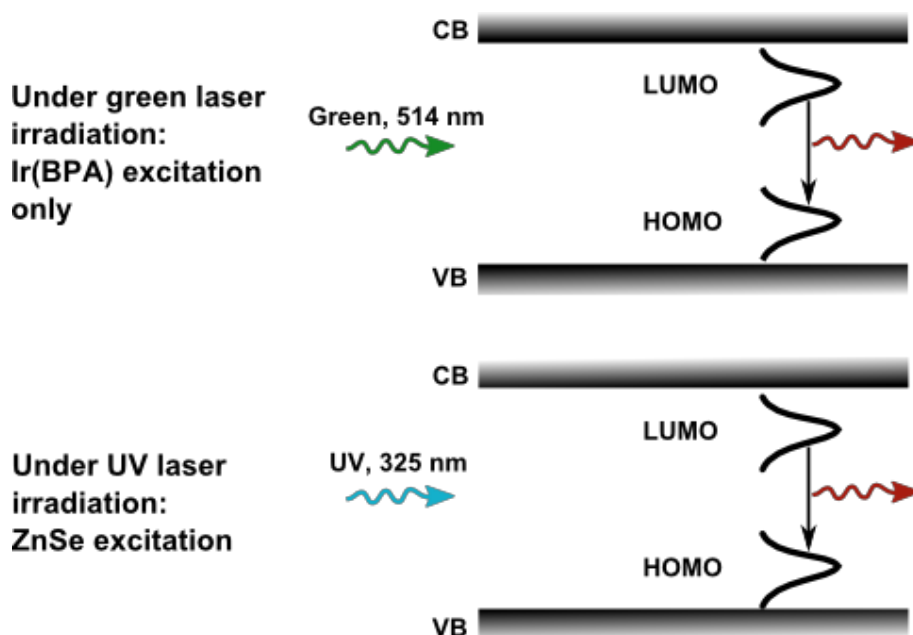 CB
LUMO
Under green laser
irradiation:
Ir(BPA) excitation
only
Green, 514 nm
HOMO
VB
CB
LUMO
Under UV laser
irradiation:
ZnSe excitation
UV, 325 nm
HOMO
VB